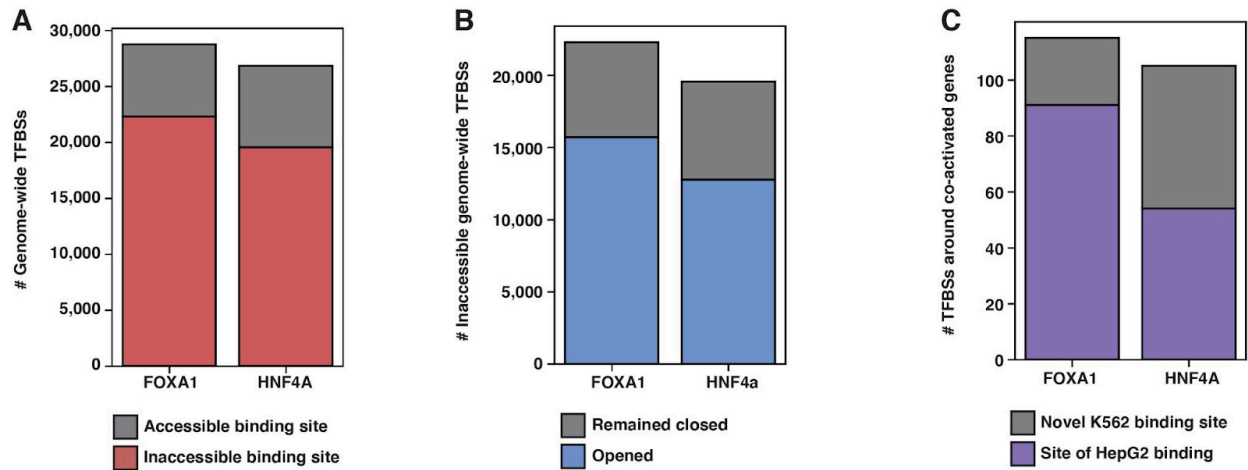 A
# Genome-wide TFBSs
30,000
25,000
20,000
15,000
10,000
5,000
0
FOXA1
HNF4A
Accessible binding site
Inaccessible binding site
B
# Inaccessible genome-wide TFBSs
20,000
15,000
10,000
5,000
0
FOXA1
HNF4a
Remained closed
Opened
C
# TFBSs around co-activated genes
100
80
60
40
20
0
FOXA1
HNF4A
Novel K562 binding site
Site of HepG2 binding